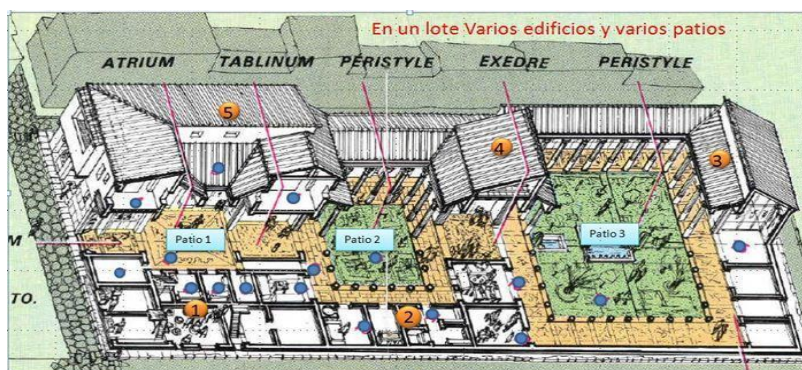 En un lote Varios edificios y varios patios
ATRIUM TABLINUM PERISTYLE EXEDRE PERISTYLE
5
4
3
Patio 1
Patio 2
Patio 3
M
TO.
1
2